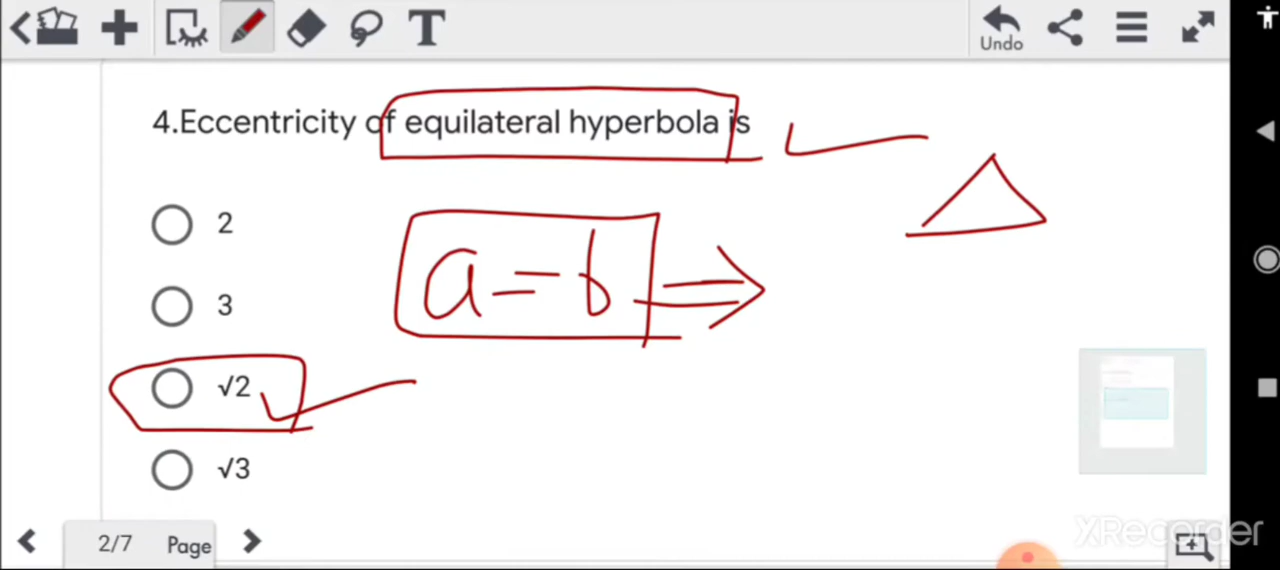 T
Undo
4.Eccentricity of equilateral hyperbola is
2
a = b ⇒
3
√2
√3
2/7 Page
XRecorder